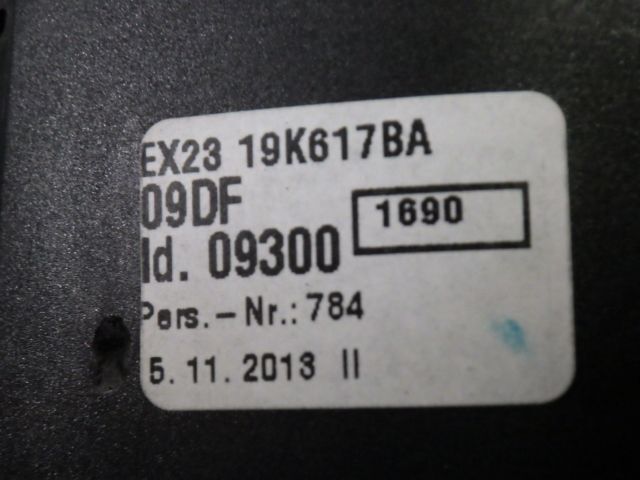 EX23 19K617BA
09DF
1690
Id. 09300
Pers.-Nr.: 784
5. 11. 2013 II